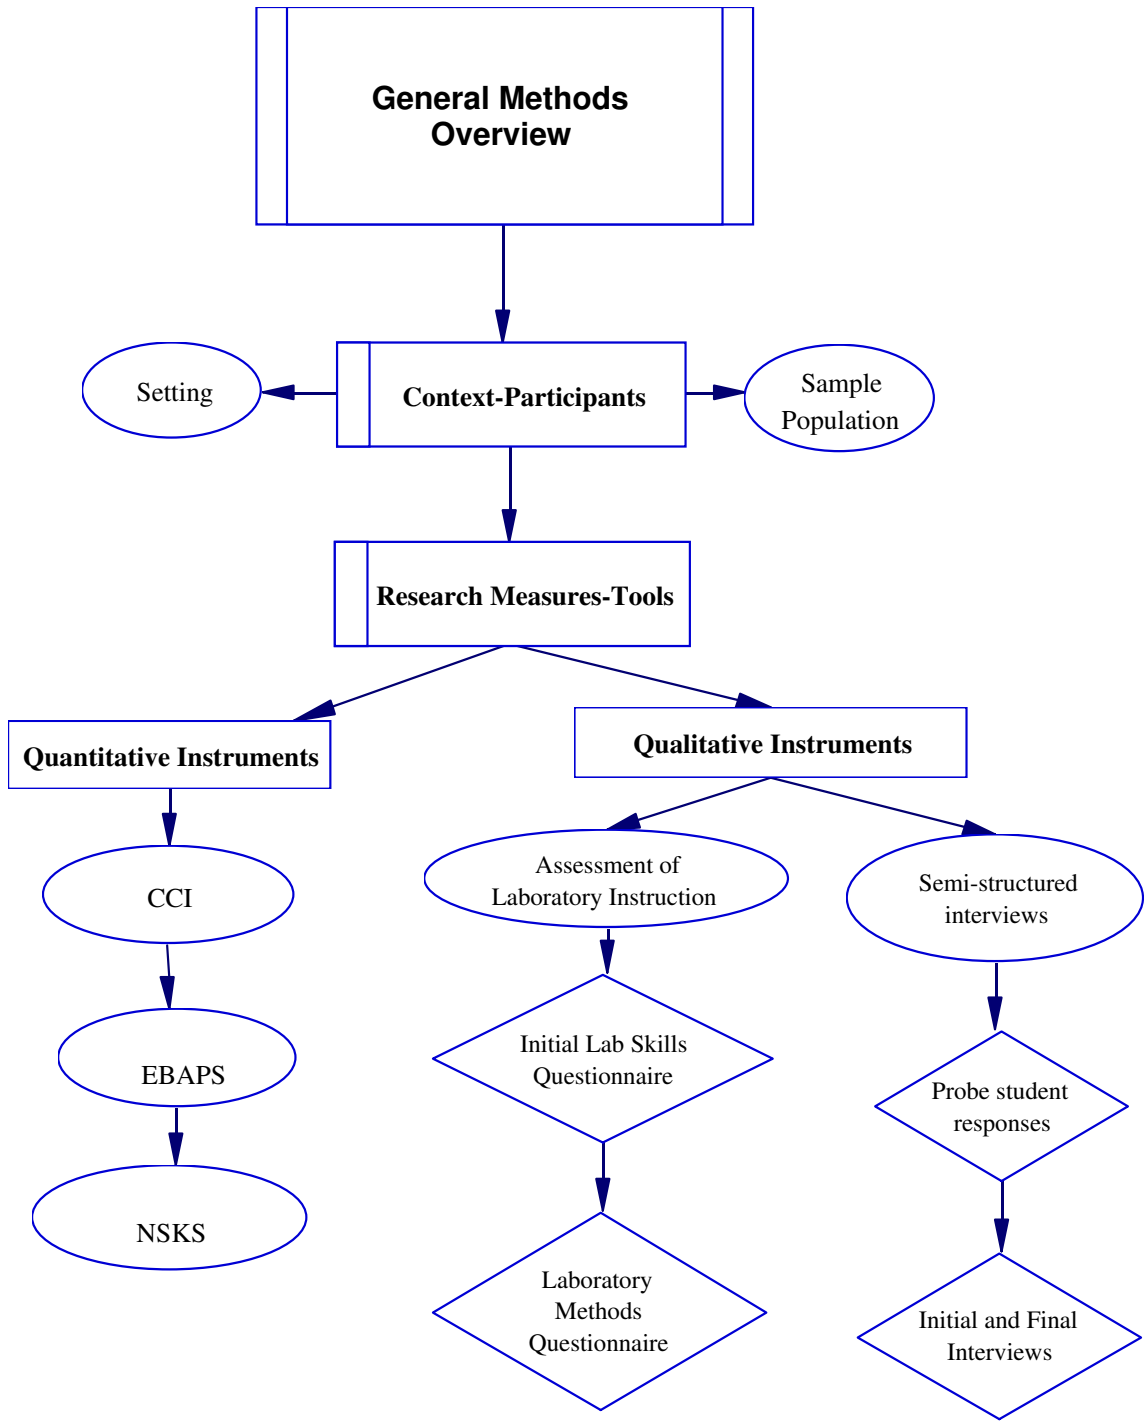 General Methods
Overview
Setting
Context-Participants
Sample
Population
Research Measures-Tools
Quantitative Instruments
Qualitative Instruments
CCI
EBAPS
NSKS
Assessment of
Laboratory Instruction
Initial Lab Skills
Questionnaire
Laboratory
Methods
Questionnaire
Semi-structured
interviews
Probe student
responses
Initial and Final
Interviews